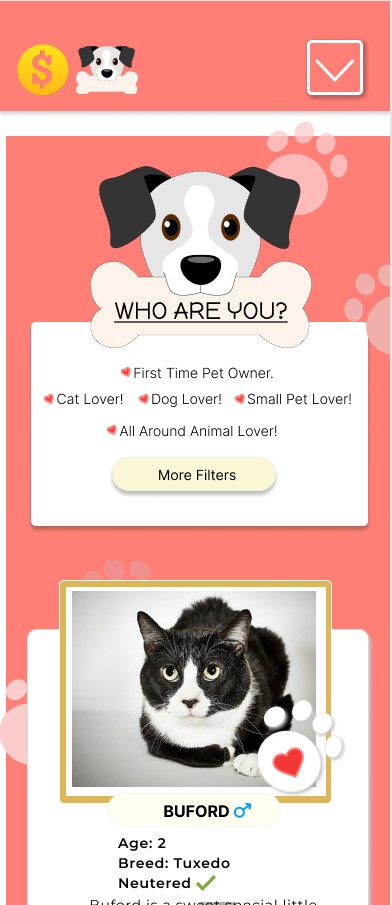 $
WHO ARE YOU?
First Time Pet Owner.
Cat Lover! Dog Lover! Small Pet Lover!
All Around Animal Lover!
More Filters
BUFORD
Age: 2
Breed: Tuxedo
Neutered
Buford is a sweet special little